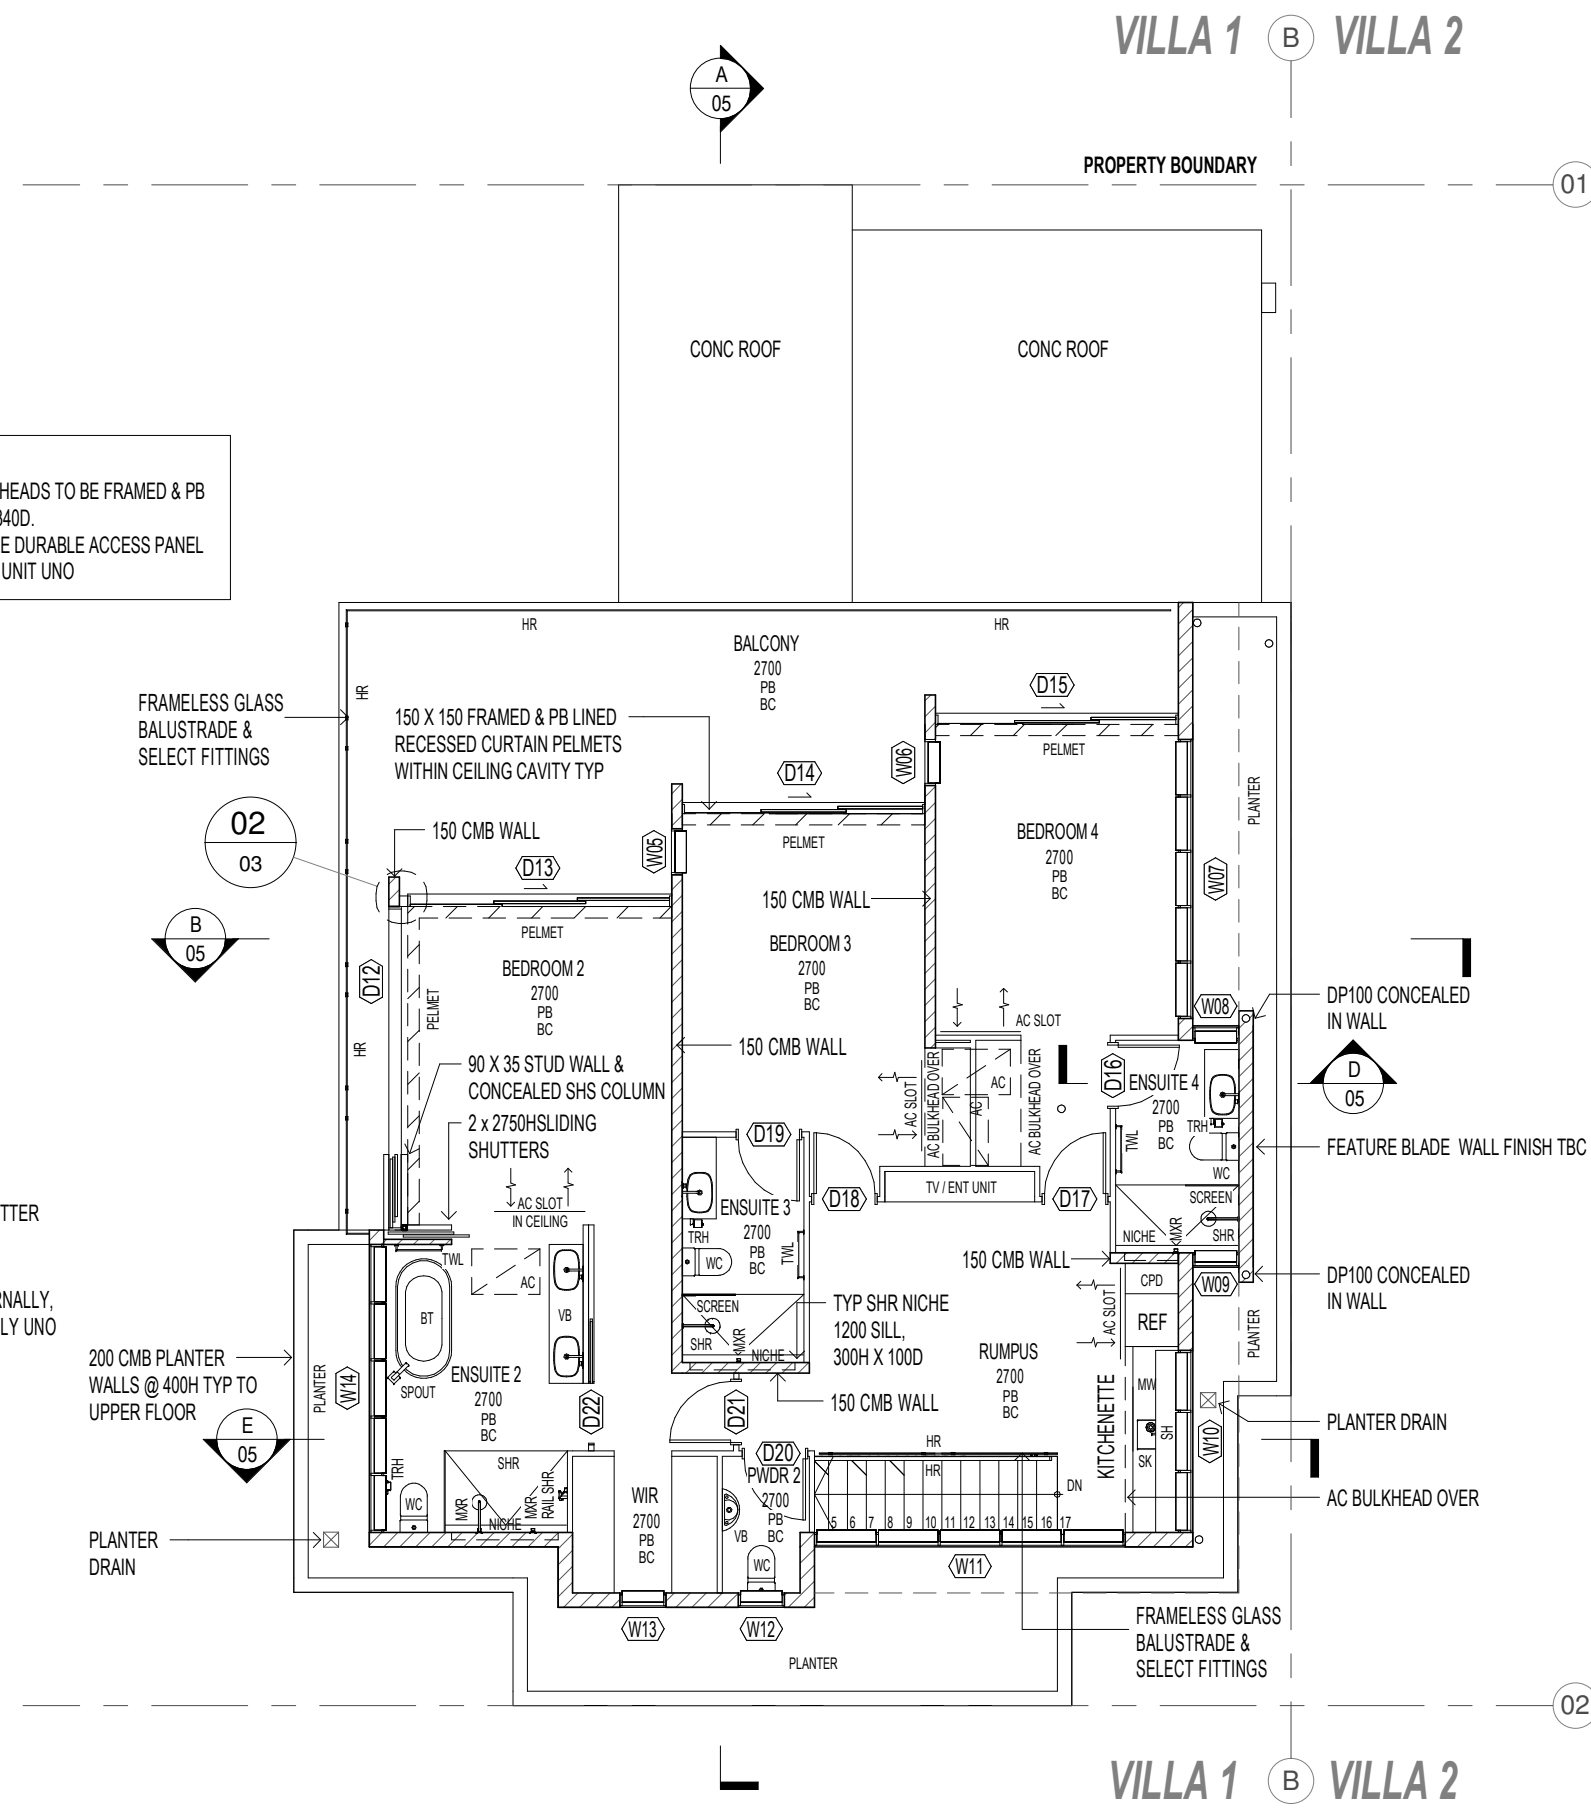 VILLA 1 B VILLA 2
A
05
PROPERTY BOUNDARY
01
CONC ROOF
CONC ROOF
HEADS TO BE FRAMED & PB
340D.
E DURABLE ACCESS PANEL
UNIT UNO
HR
HR
BALCONY
2700
PB
BC
HR
FRAMELESS GLASS
BALUSTRADE &
SELECT FITTINGS
150 X 150 FRAMED & PB LINED
RECESSED CURTAIN PELMETS
WITHIN CEILING CAVITY TYP
D15
PELMET
W06
D14
PELMET
PLANTER
02
03
150 CMB WALL
W05
BEDROOM 4
2700
PB
BC
D13
W07
150 CMB WALL
B
05
PELMET
BEDROOM 3
2700
PB
BC
D12
PELMET
BEDROOM 2
2700
PB
BC
HR
AC SLOT
W08
DP100 CONCEALED
IN WALL
150 CMB WALL
90 X 35 STUD WALL &
CONCEALED SHS COLUMN
AC SLOT
AC BULKHEAD OVER
AC
AC
AC BULKHEAD OVER
D16
ENSUITE 4
2700
PB
BC
TRH
TWL
WC
D
05
2 x 2750HSLIDING
SHUTTERS
D19
FEATURE BLADE WALL FINISH TBC
D18
TV / ENT UNIT
D17
SCREEN
NICHE
MXR
SHR
AC SLOT
IN CEILING
ENSUITE 3
2700
PB
BC
TRH
WC
TWL
TTER
TWL
AC
150 CMB WALL
CPD
W09
DP100 CONCEALED
IN WALL
RNALLY,
LY UNO
BT
VB
SCREEN
SHR
MXR
NICHE
TYP SHR NICHE
1200 SILL,
300H X 100D
AC SLOT
REF
PLANTER
200 CMB PLANTER
WALLS @ 400H TYP TO
UPPER FLOOR
PLANTER
W14
SPOUT
ENSUITE 2
2700
PB
BC
RUMPUS
2700
PB
BC
KITCHENETTE
MW
SH
SK
150 CMB WALL
D22
D21
W10
PLANTER DRAIN
E
05
TRH
WC
SHR
MXR
NICHE
MXR
RAIL SHR
D20
PWDR 2
2700
PB
BC
VB
WC
HR
HR
DN
WIR
2700
PB
BC
AC BULKHEAD OVER
5 6 7 8 9 10 11 12 13 14 15 16 17
PLANTER
DRAIN
W11
W13
W12
FRAMELESS GLASS
BALUSTRADE &
SELECT FITTINGS
PLANTER
02
VILLA 1 B VILLA 2